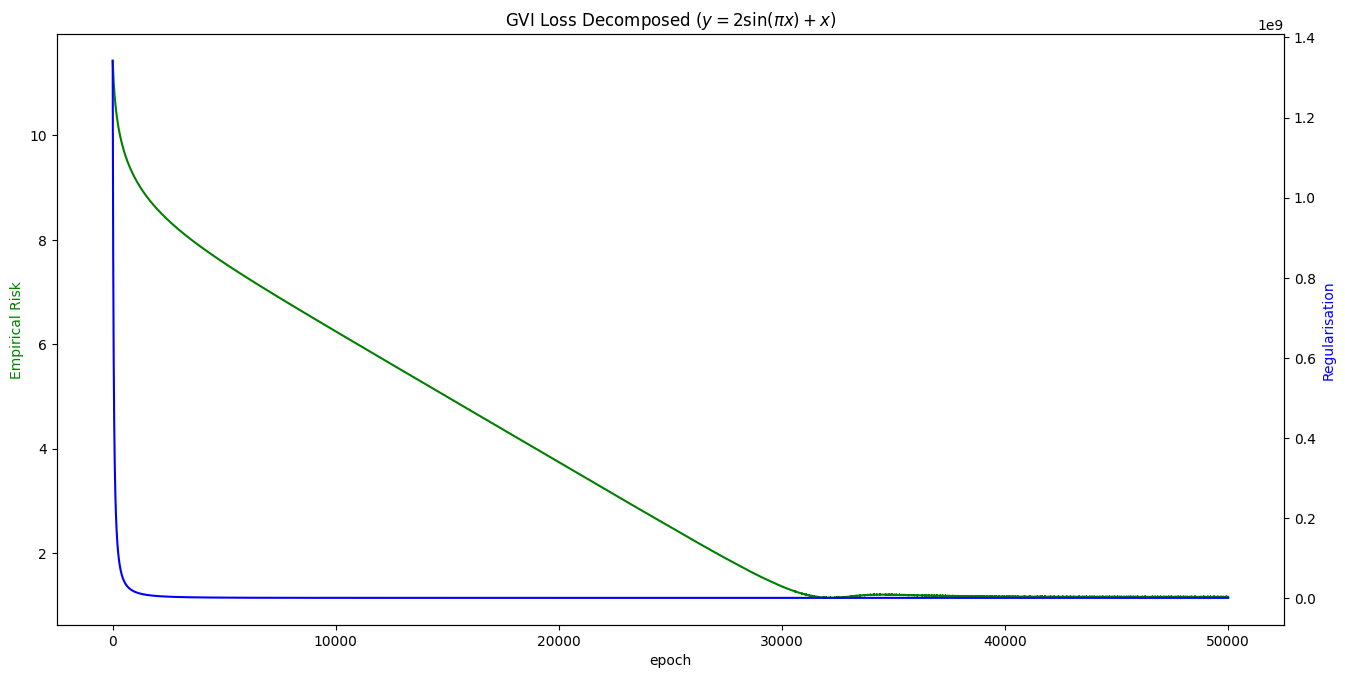 GVI Loss Decomposed (y = 2sin(πx) + x)
1e9
Empirical Risk
10
8
6
4
2
1.4
1.2
1.0
0.8
0.6
0.4
0.2
0.0
Regularisation
0 10000 20000 30000 40000 50000
epoch